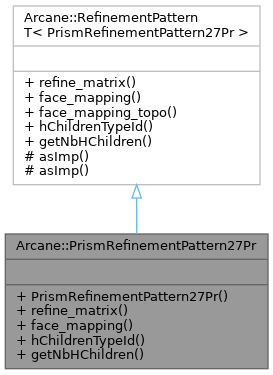 Arcane::RefinementPattern
T< PrismRefinementPattern27Pr >
+ refine_matrix()
+ face_mapping()
+ face_mapping_topo()
+ hChildrenTypeId()
+ getNbHChildren()
# asImp()
# asImp()
Arcane::PrismRefinementPattern27Pr
+ PrismRefinementPattern27Pr()
+ refine_matrix()
+ face_mapping()
+ hChildrenTypeId()
+ getNbHChildren()